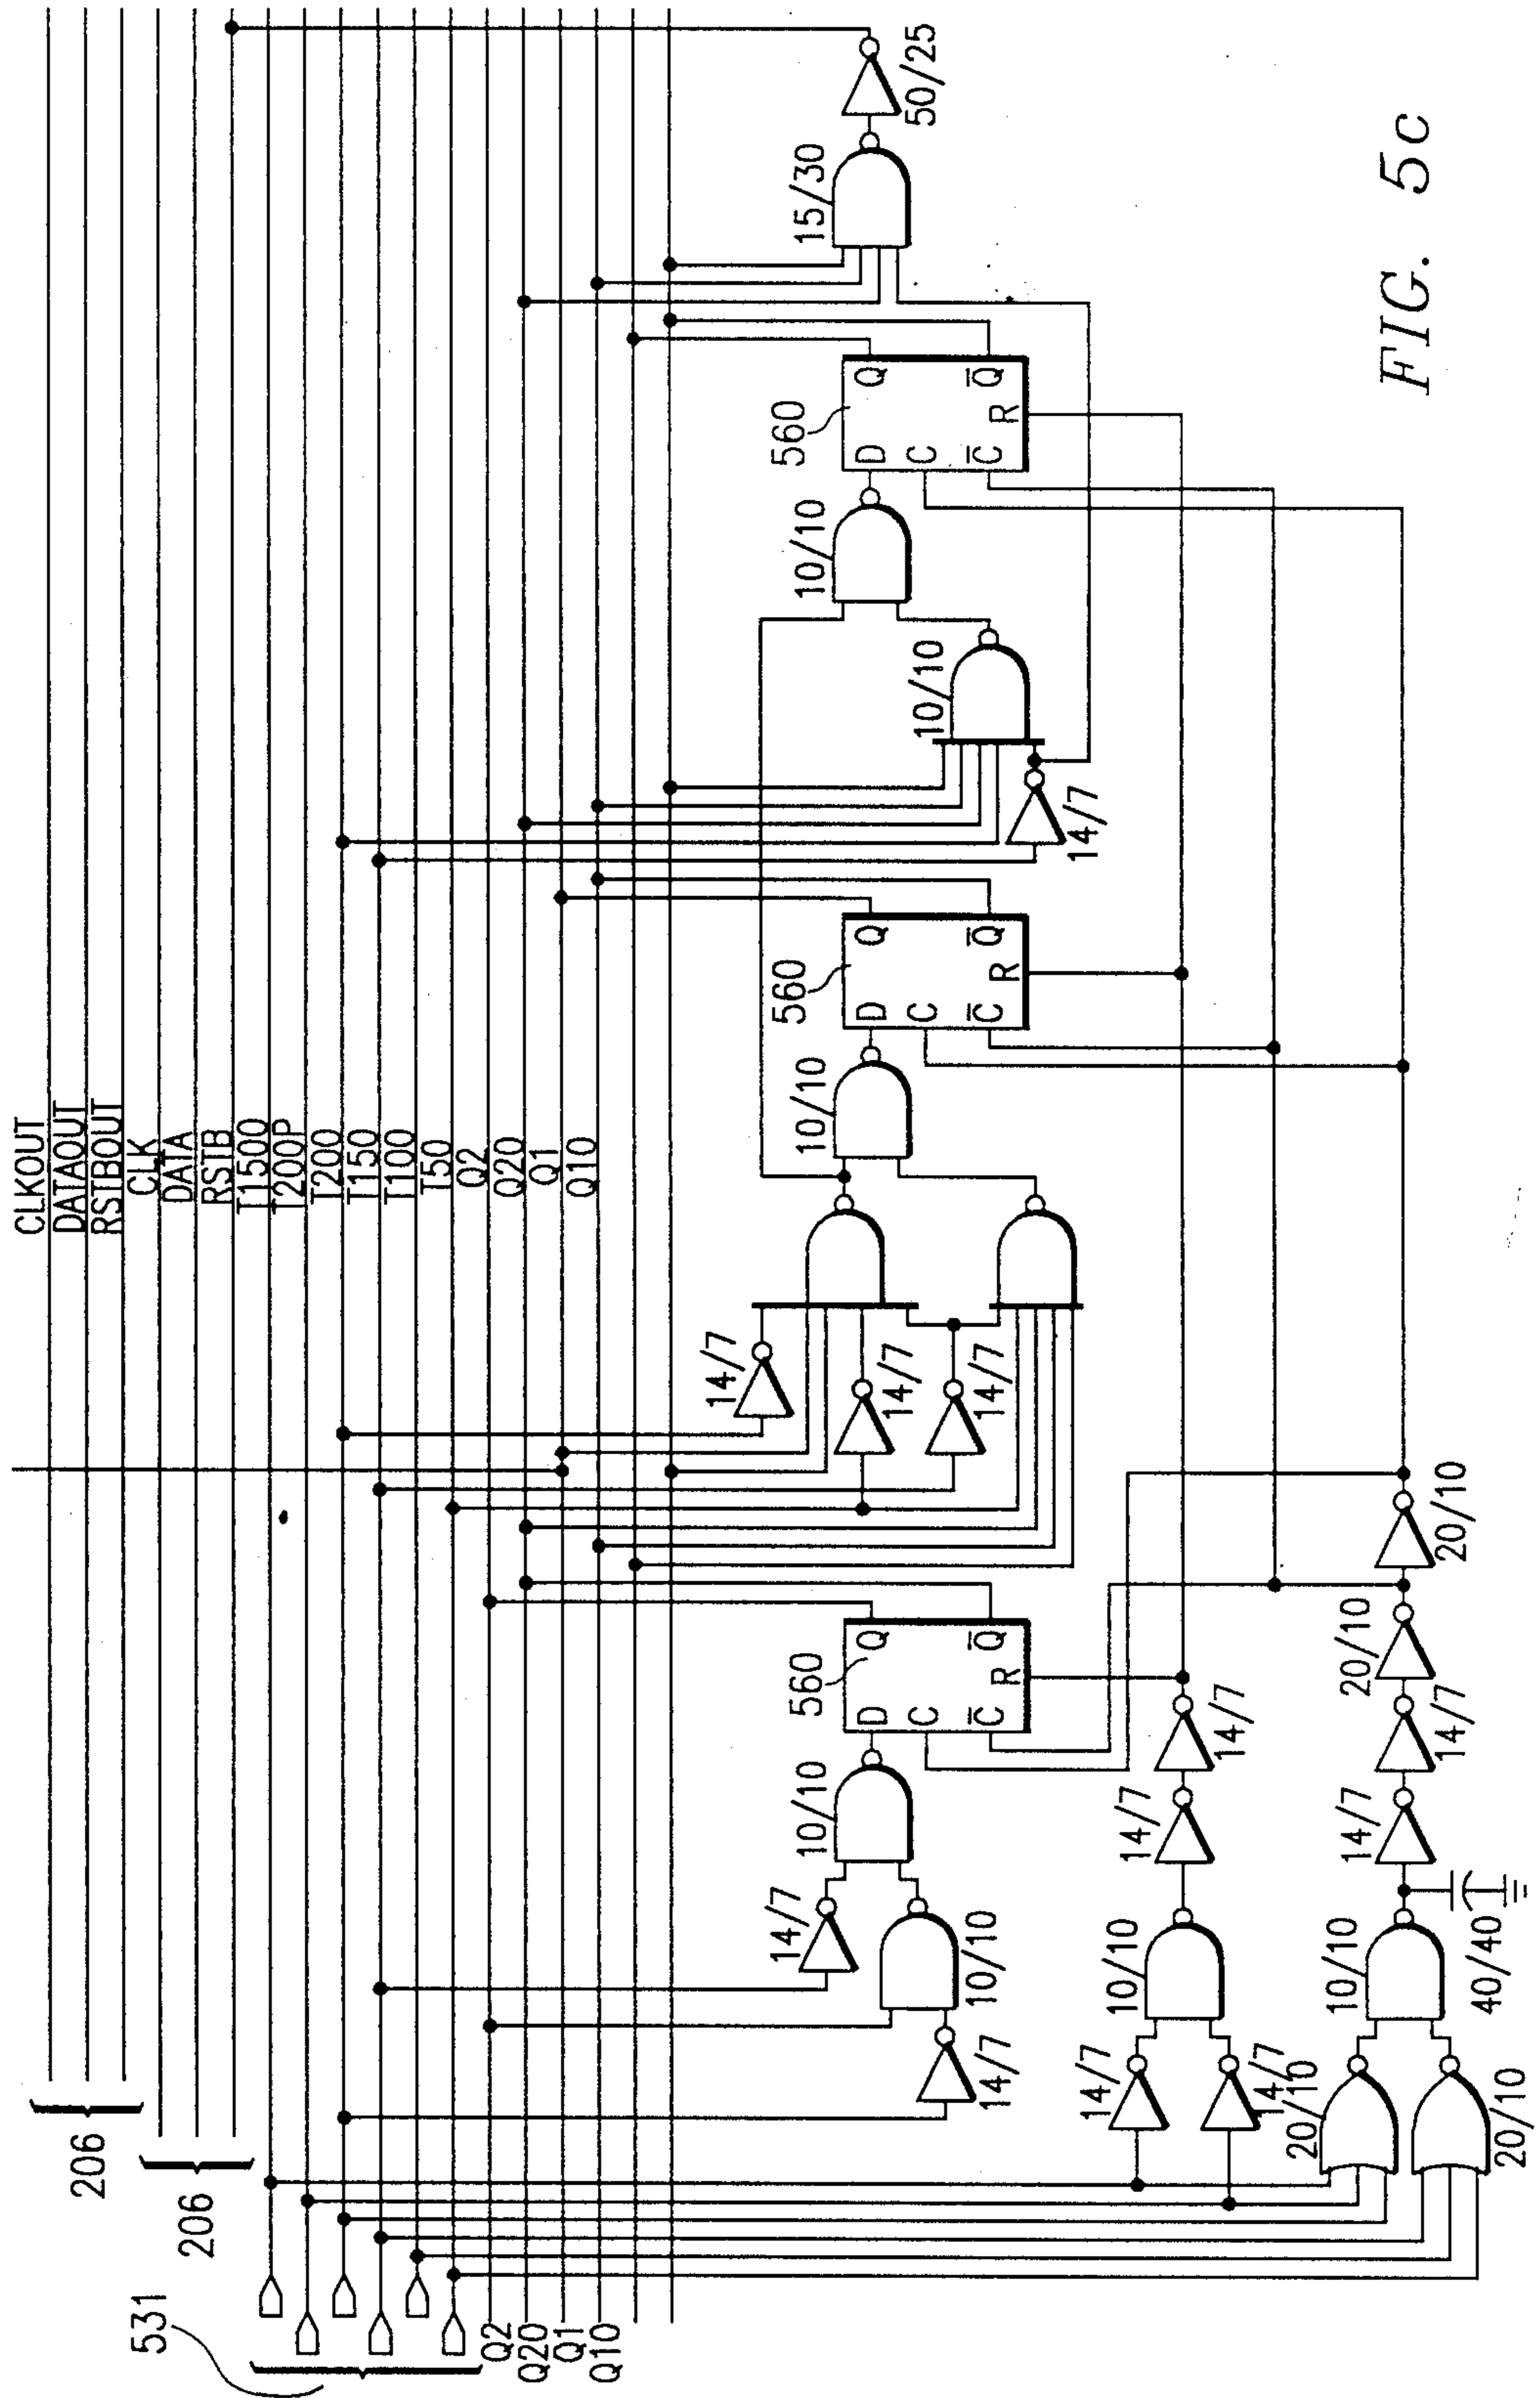 CLKOUT
DATAOUT
RSTBOUT
CLK
DATA
RSTB
T1500
T200P
T200
T150
T100
T50
Q2
Q20
Q1
Q10
206
206
531
Q2
Q20
Q1
Q10
50/25
15/30
560
D
C
C̅
Q
Q̅
R
10/10
10/10
14/7
560
D
C
C̅
Q
Q̅
R
10/10
14/7
14/7
14/7
560
D
C
C̅
Q
Q̅
R
10/10
14/7
10/10
14/7
14/7
14/7
10/10
14/7
14/7
20/10
20/10
10/10
40/40
14/7
14/7
20/10
20/10
FIG. 5c